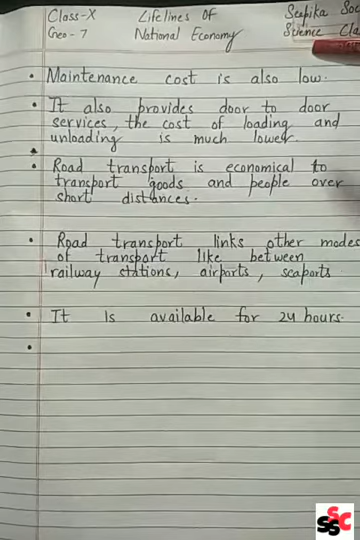 Class-X Lifelines Of Seapika Soc
Geo-7 National Economy Science Cla
• Maintenance cost is also low.
• It also provides door to door
services, the cost of loading and
unloading is much lower.
• Road transport is economical to
transport goods and people over
short distances.
• Road transport links other modes
of transport like between
railway stations, airports, seaports
• It is available for 24 hours.
•
SSC